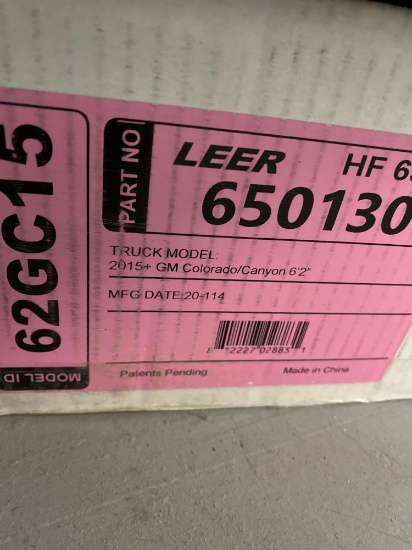 MODEL ID
62GC15
PART NO
LEER HF
650130
TRUCK MODEL:
2015+ GM Colorado/Canyon 6'2"
MFG DATE:20-114
Patents Pending
Made in China